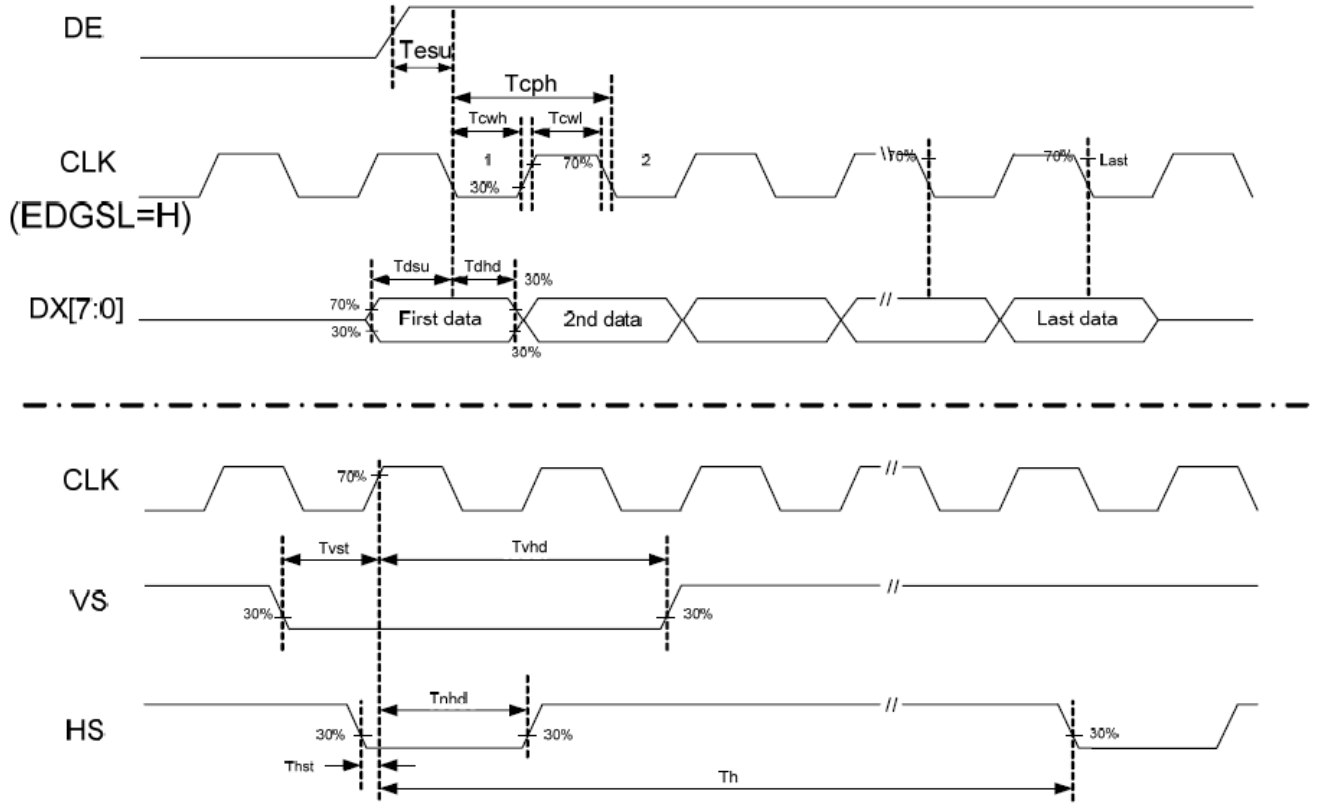 DE
Tesu
Tcph
Tcwh
Tcwl
CLK
1
70%
2
\\
70%
70%
Last
30%
(EDGSL=H)
Tdsu
Tdhd
30%
DX[7:0]
70%
First data
2nd data
//
Last data
30%
30%
CLK
70%
//
Tvst
Tvhd
VS
30%
30%
//
Tnhd
HS
30%
30%
//
30%
Thst
Th